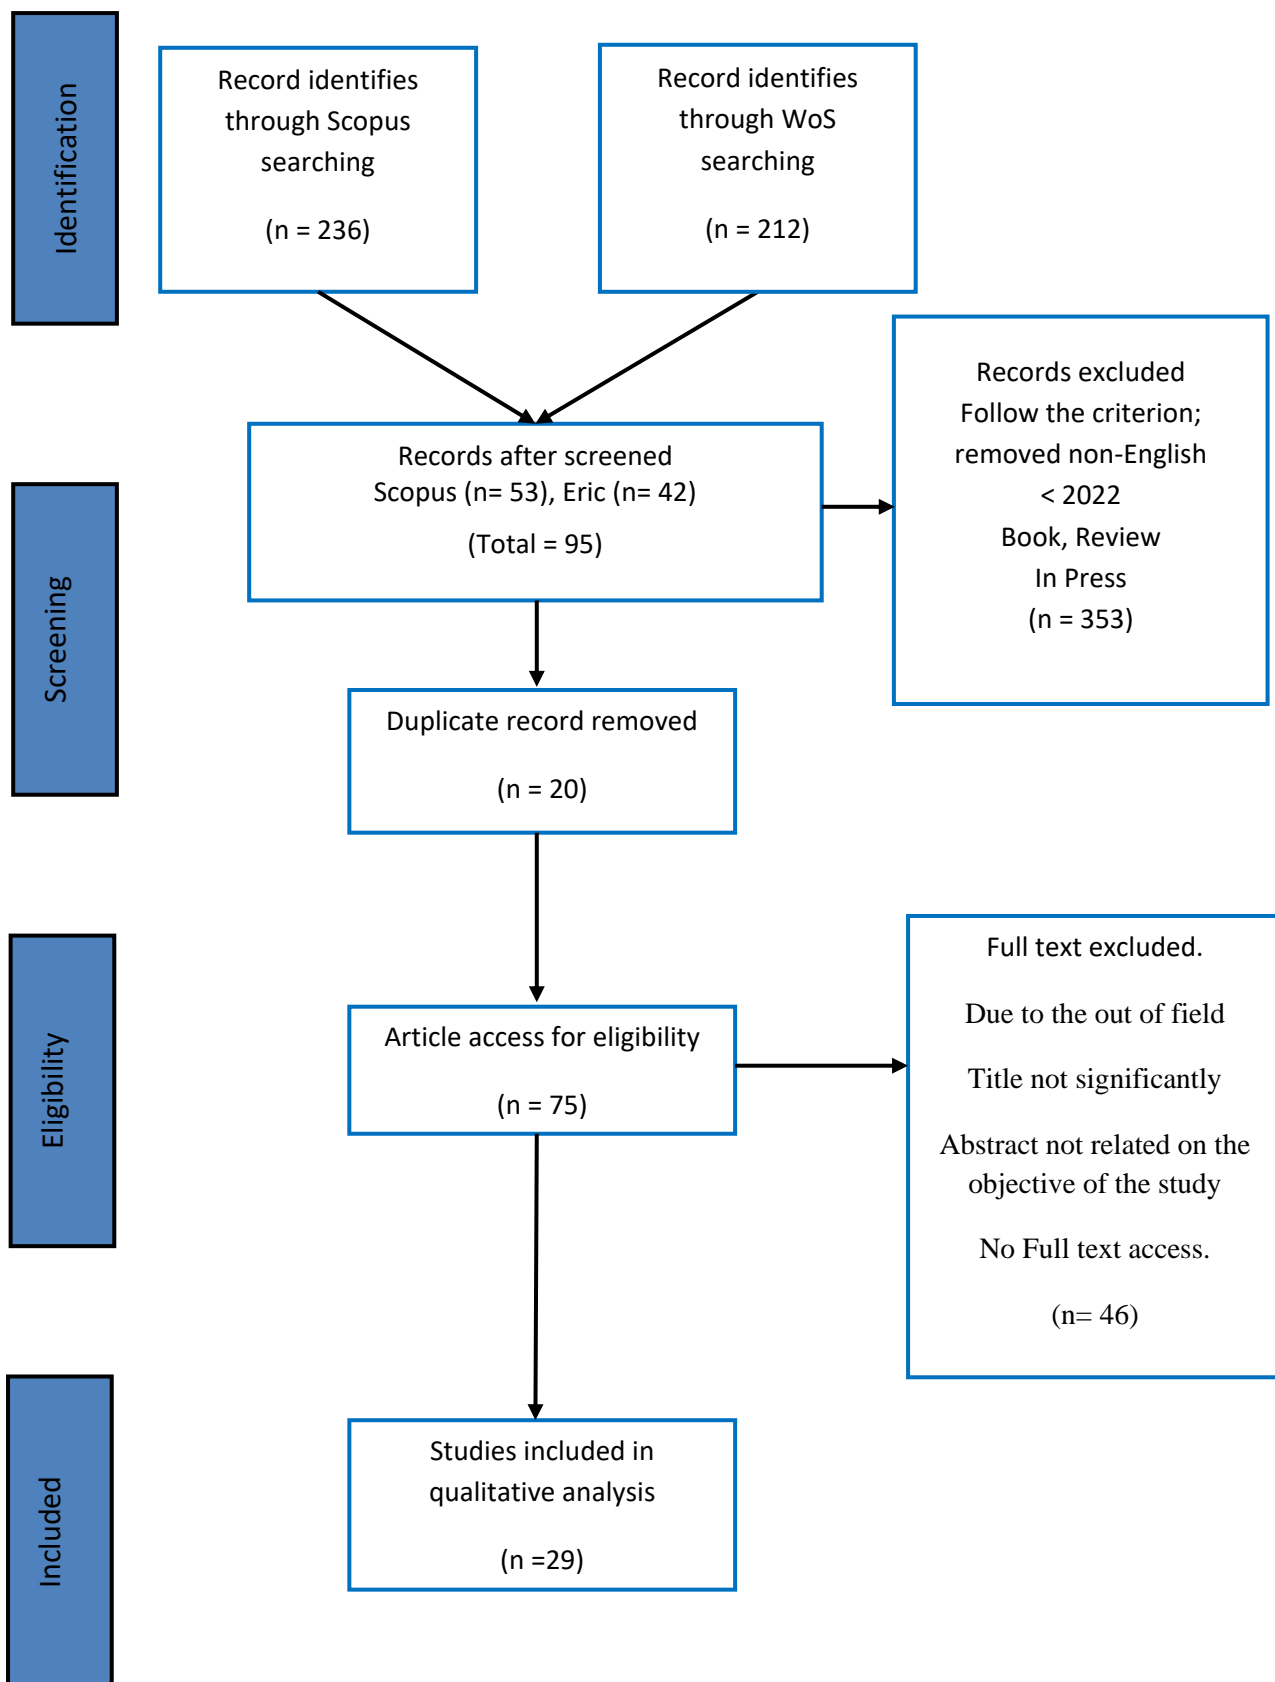 Identification
Record identifies
through Scopus
searching
(n = 236)
Record identifies
through WoS
searching
(n = 212)
Records excluded
Follow the criterion;
removed non-English
< 2022
Book, Review
In Press
(n = 353)
Screening
Records after screened
Scopus (n= 53), Eric (n= 42)
(Total = 95)
Duplicate record removed
(n = 20)
Eligibility
Article access for eligibility
(n = 75)
Full text excluded.
Due to the out of field
Title not significantly
Abstract not related on the
objective of the study
No Full text access.
(n= 46)
Included
Studies included in
qualitative analysis
(n =29)